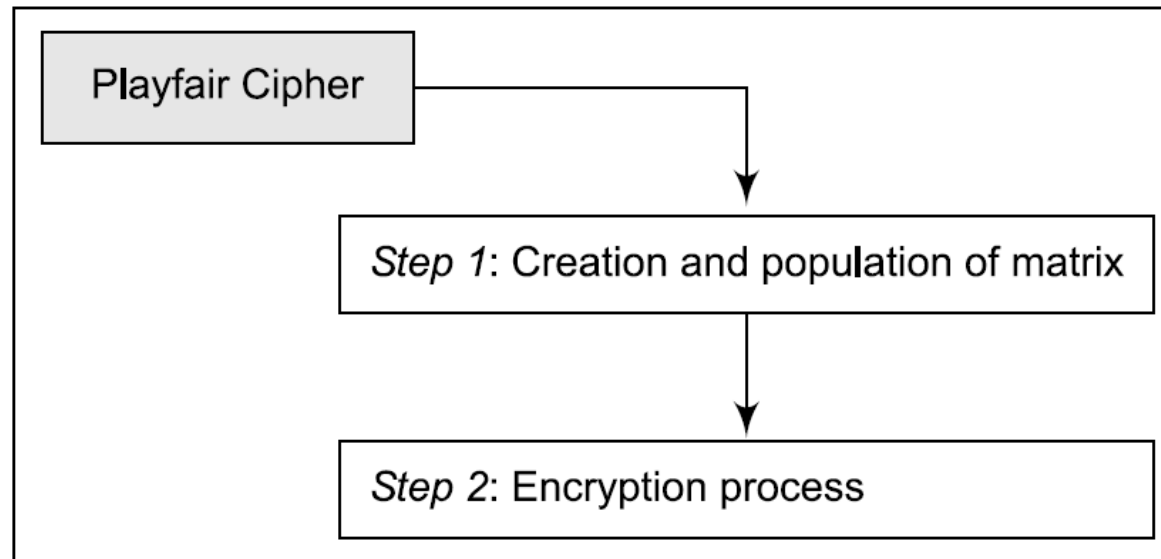 Playfair Cipher
Step 1: Creation and population of matrix
Step 2: Encryption process